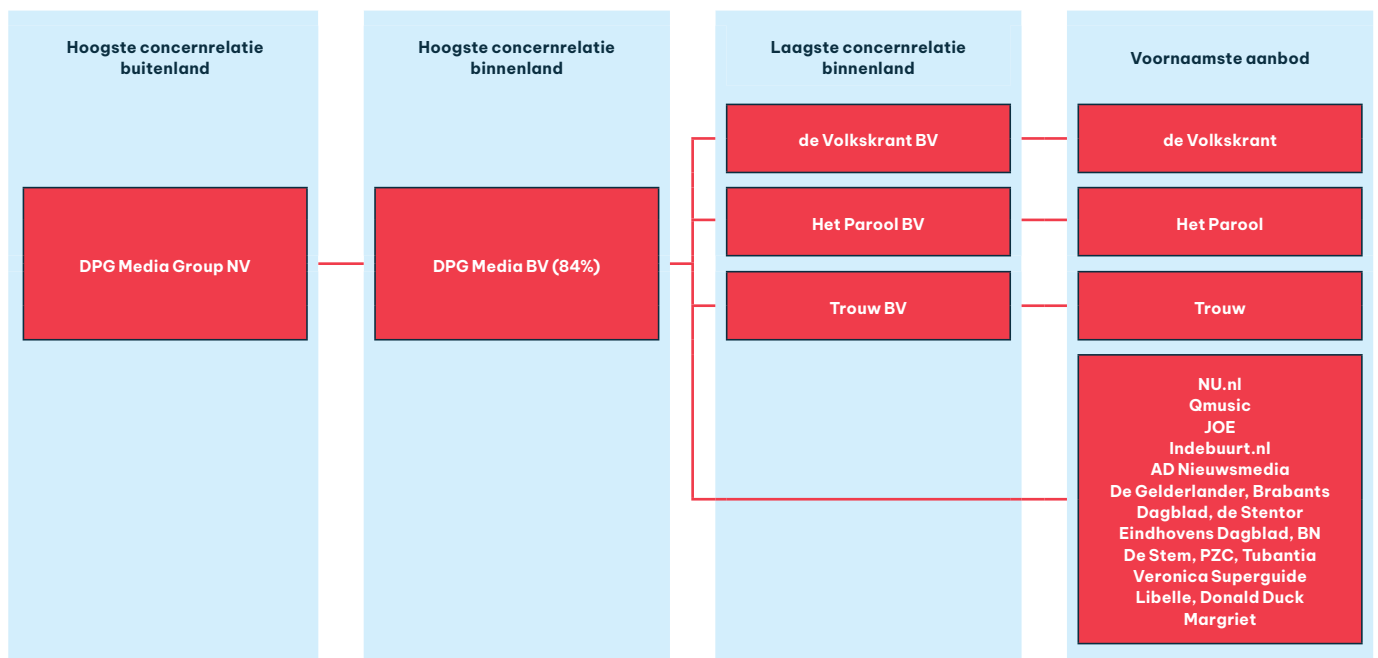 Hoogste concernrelatie
buitenland
Hoogste concernrelatie
binnenland
Laagste concernrelatie
binnenland
Voornaamste aanbod
DPG Media Group NV
DPG Media BV (84%)
de Volkskrant BV
de Volkskrant
Het Parool BV
Het Parool
Trouw BV
Trouw
NU.nl
Qmusic
JOE
Indebuurt.nl
AD Nieuwsmedia
De Gelderlander, Brabants
Dagblad, de Stentor
Eindhovens Dagblad, BN
De Stem, PZC, Tubantia
Veronica Superguide
Libelle, Donald Duck
Margriet